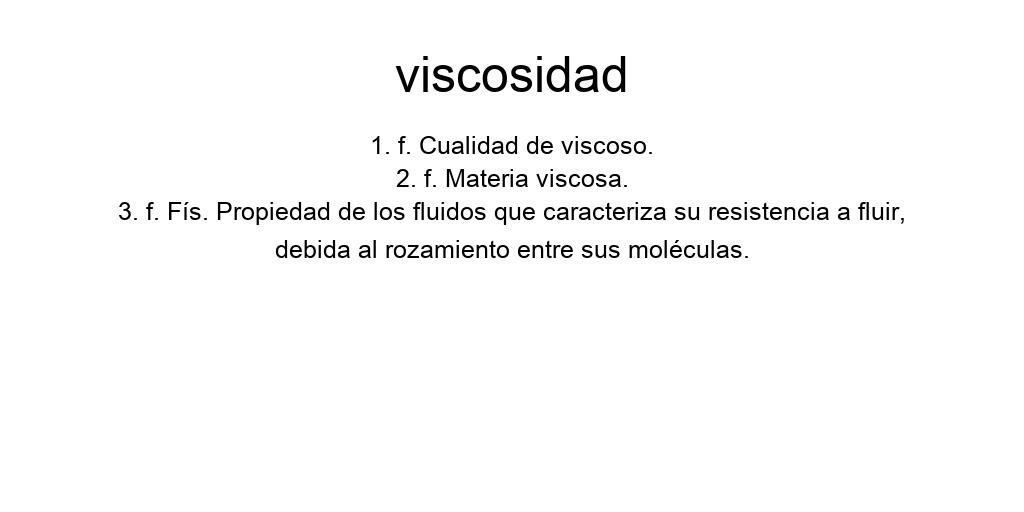 viscosidad
1. f. Cualidad de viscoso.
2. f. Materia viscosa.
3. f. Fís. Propiedad de los fluidos que caracteriza su resistencia a fluir,
debida al rozamiento entre sus moléculas.